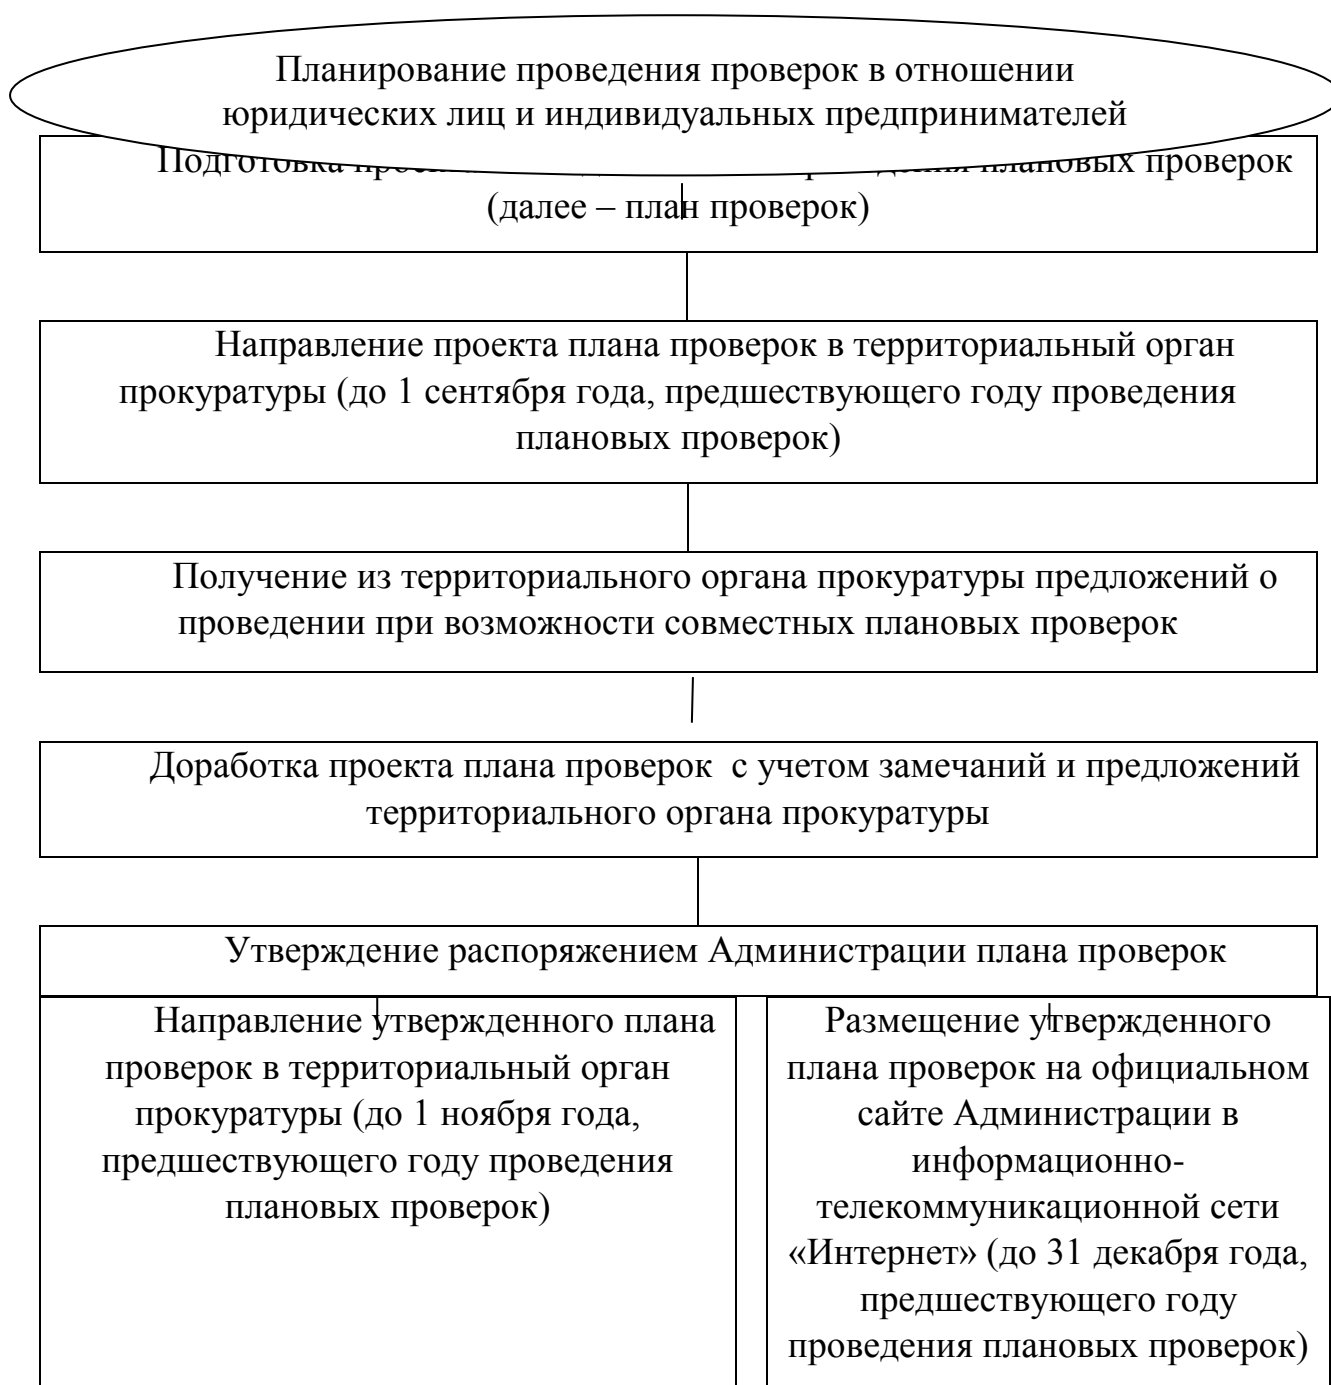 Планирование проведения проверок в отношении
юридических лиц и индивидуальных предпринимателей
Подготовка плановых проверок
(далее – план проверок)
Направление проекта плана проверок в территориальный орган
прокуратуры (до 1 сентября года, предшествующего году проведения
плановых проверок)
Получение из территориального органа прокуратуры предложений о
проведении при возможности совместных плановых проверок
Доработка проекта плана проверок с учетом замечаний и предложений
территориального органа прокуратуры
Утверждение распоряжением Администрации плана проверок
Направление утвержденного плана
проверок в территориальный орган
прокуратуры (до 1 ноября года,
предшествующего году проведения
плановых проверок)
Размещение утвержденного
плана проверок на официальном
сайте Администрации в
информационно-
телекоммуникационной сети
«Интернет» (до 31 декабря года,
предшествующего году
проведения плановых проверок)